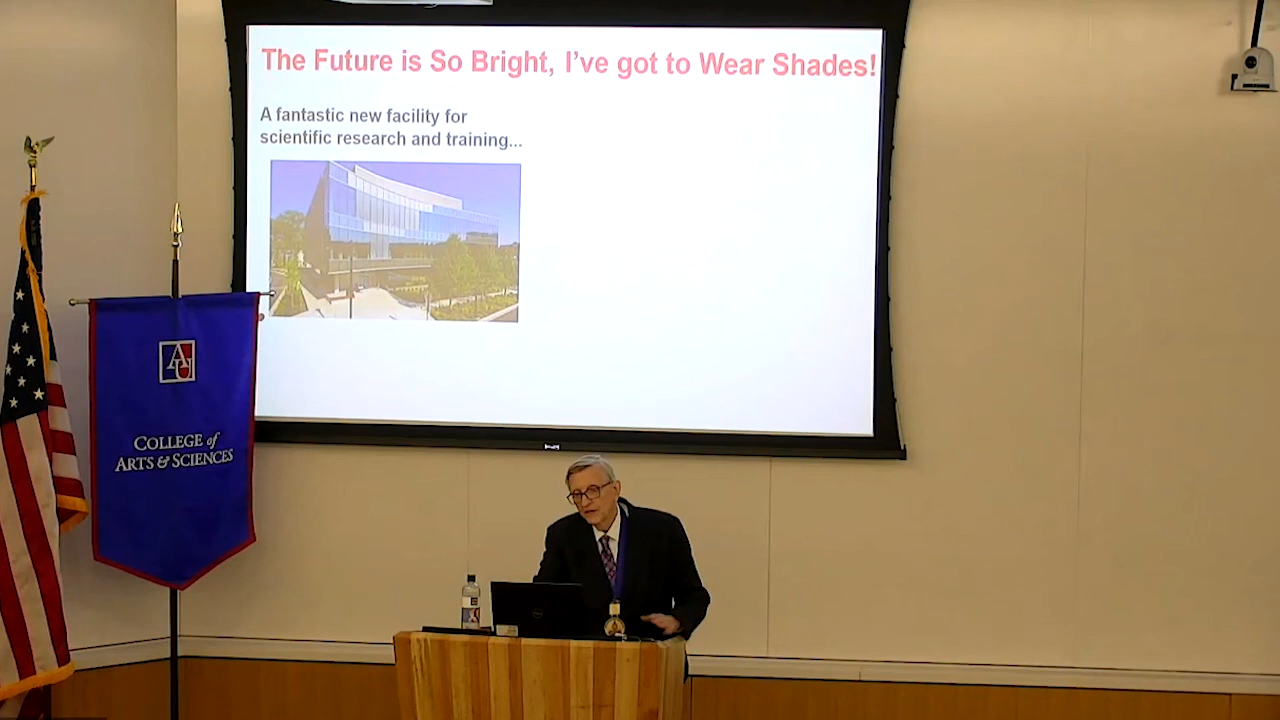 The Future is So Bright, I've got to Wear Shades!
A fantastic new facility for
scientific research and training...
AU
COLLEGE of
ARTS & SCIENCES